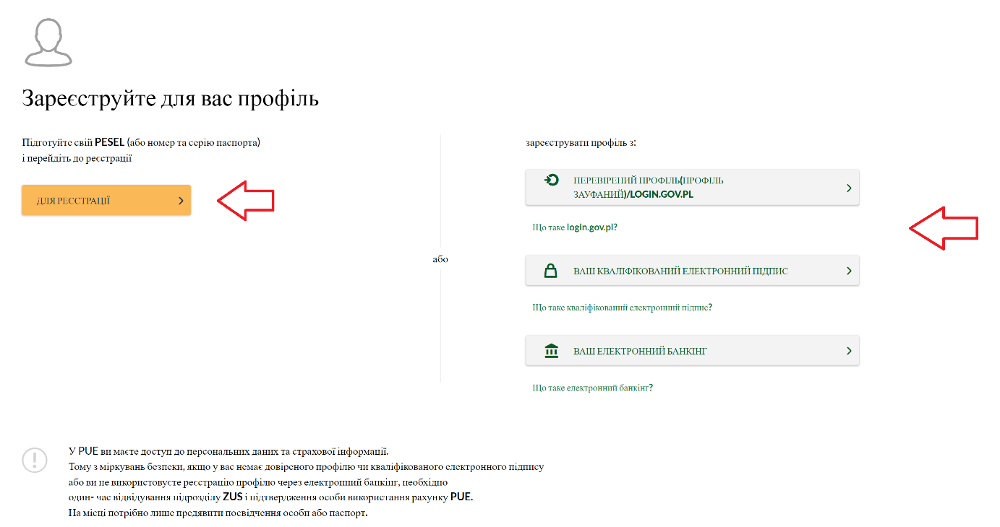 Зареєструйте для вас профіль
Підготуйте свій PESEL (або номер та серію паспорта)
і перейдіть до реєстрації
ДЛЯ РЕЄСТРАЦІЇ
або
зареєструвати профіль з:
ПЕРЕВІРЕНИЙ ПРОФІЛЬ(ПРОФІЛЬ
ЗАУФАНИЙ)/LOGIN.GOV.PL
Що таке login.gov.pl?
ВАШ КВАЛІФІКОВАНИЙ ЕЛЕКТРОННИЙ ПІДПИС
Що таке кваліфікований електронний підпис?
ВАШ ЕЛЕКТРОННИЙ БАНКІНГ
Що таке електронний банкінг?
У PUE ви маєте доступ до персональних даних та страхової інформації.
Тому з міркувань безпеки, якщо у вас немає довіреного профілю чи кваліфікованого електронного підпису
або ви не використовуєте реєстрацію профілю через електронний банкінг, необхідно
один- час відвідування підрозділу ZUS і підтвердження особи використання рахунку PUE.
На місці потрібно лише предявити посвідчення особи або паспорт.